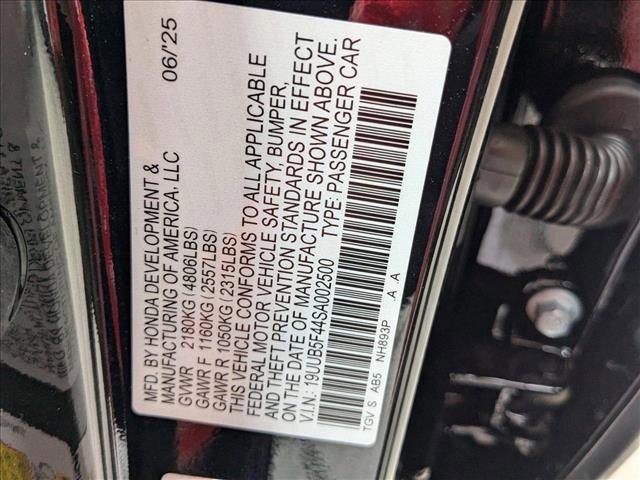 MFD. BY HONDA DEVELOPMENT & 06/'25
MANUFACTURING OF AMERICA, LLC
GVWR 2180KG (4806LBS)
GAWR F 1160KG (2557LBS)
GAWR R 1050KG (2315LBS)
THIS VEHICLE CONFORMS TO ALL APPLICABLE
FEDERAL MOTOR VEHICLE SAFETY, BUMPER,
AND THEFT PREVENTION STANDARDS IN EFFECT
ON THE DATE OF MANUFACTURE SHOWN ABOVE.
V.I.N.: 19UUB5F44SA002500 TYPE: PASSENGER CAR
TGV S AB5 NH893P .A .A